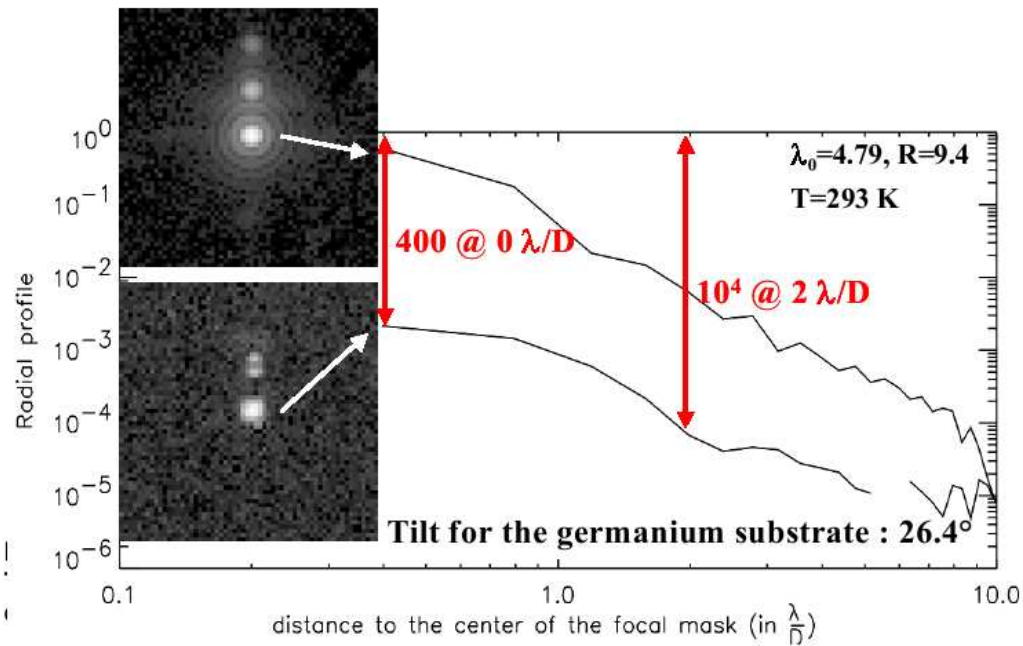 10⁰
10⁻¹
10⁻²
10⁻³
10⁻⁴
10⁻⁵
10⁻⁶
Radial profile
λ₀=4.79, R=9.4
T=293 K
400 @ 0 λ/D
10⁴ @ 2 λ/D
Tilt for the germanium substrate : 26.4°
0.1 1.0 10.0
distance to the center of the focal mask (in λ/D)